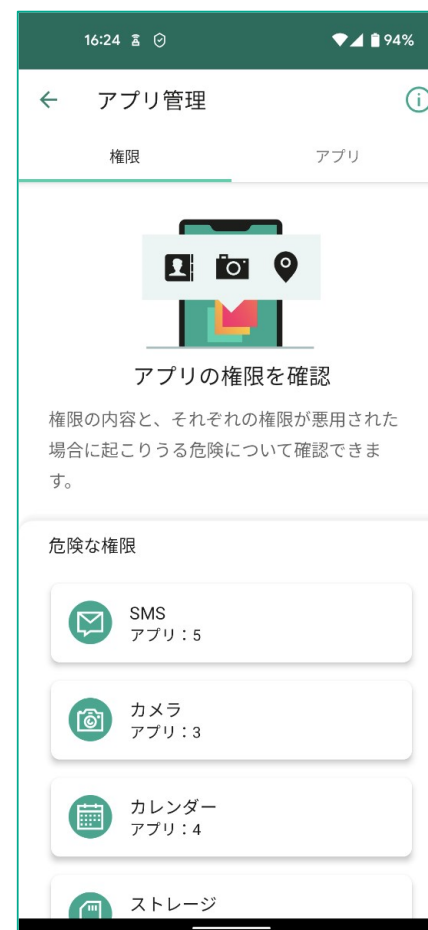 16:24
94%
アプリ管理
権限
アプリ
アプリの権限を確認
権限の内容と、それぞれの権限が悪用された
場合に起こりうる危険について確認できま
す。
危険な権限
SMS
アプリ：5
カメラ
アプリ：3
カレンダー
アプリ：4
ストレージ